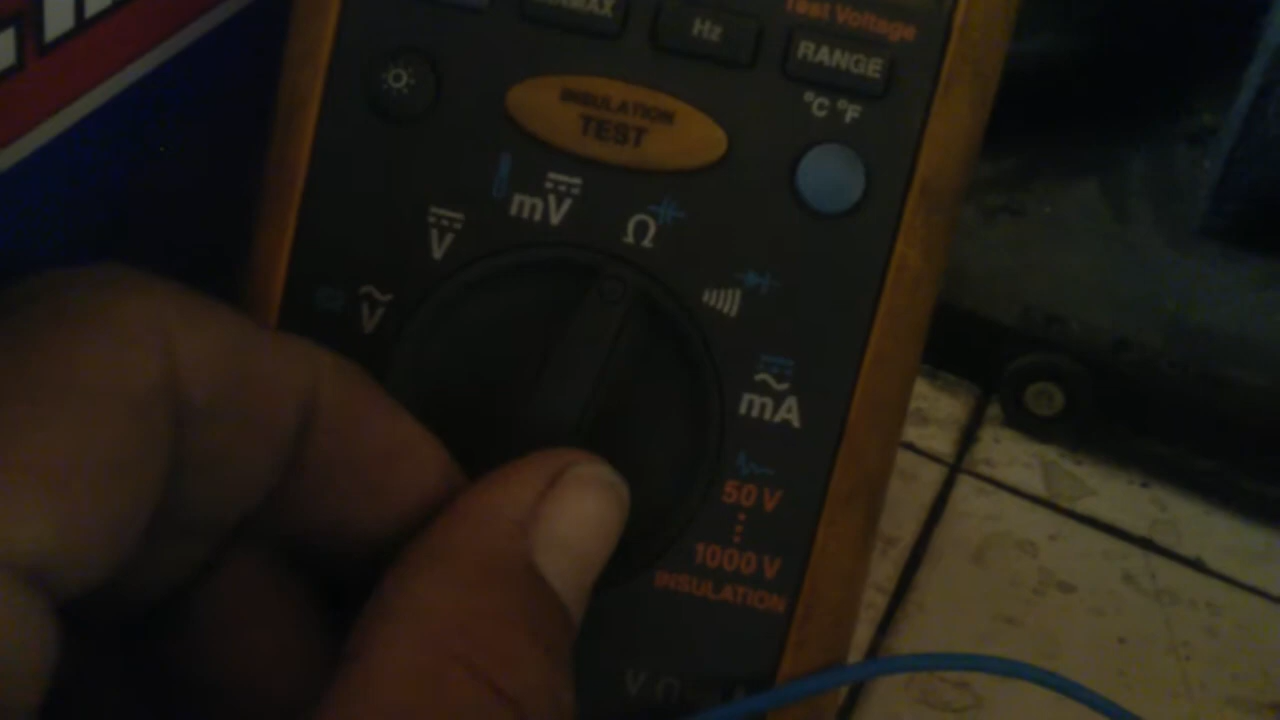 Hz
Test Voltage
RANGE
°C °F
INSULATION
TEST
mV
Ω
V
V
mA
50 V
1000 V
INSULATION
V Ω